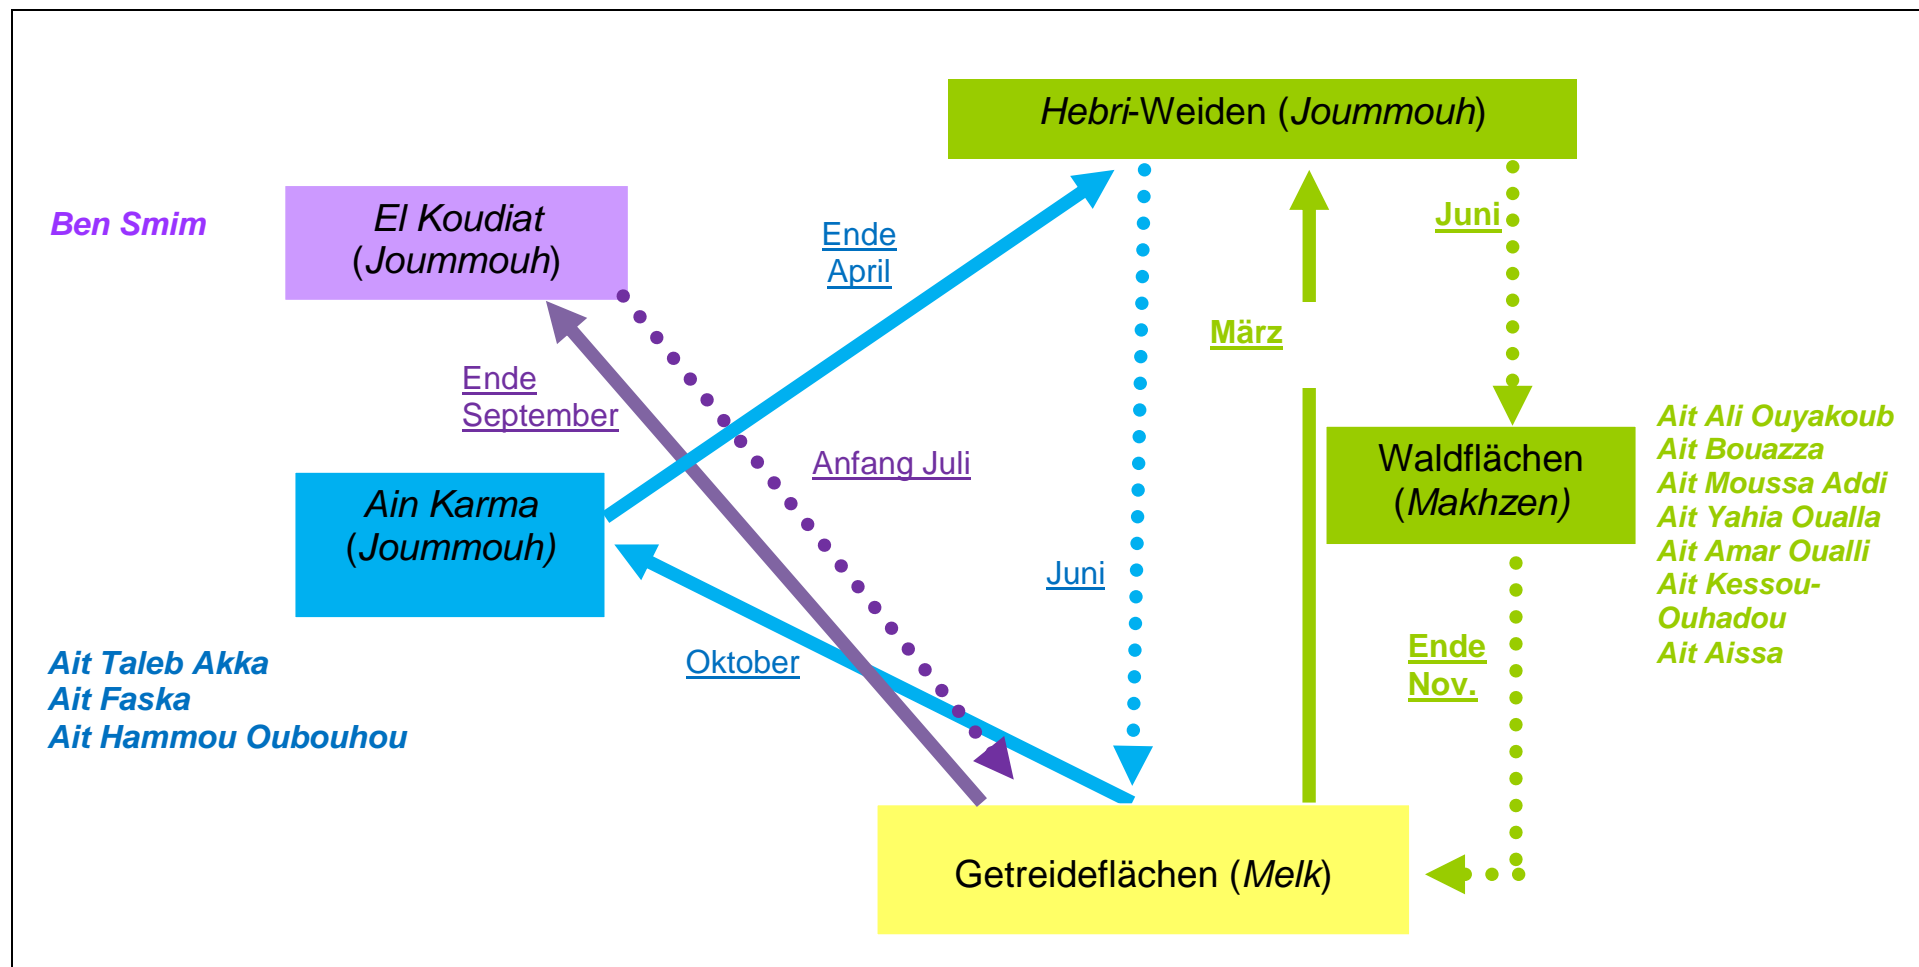 Hebri-Weiden (Joummouh)
Ben Smim
El Koudiat
(Joummouh)
Ende
April
Juni
März
Ende
September
Anfang Juli
Ain Karma
(Joummouh)
Waldflächen
(Makhzen)
Ait Ali Ouyakoub
Ait Bouazza
Ait Moussa Addi
Ait Yahia Oualla
Ait Amar Oualli
Ait Kessou-
Ouhadou
Ait Aissa
Juni
Oktober
Ende
Nov.
Ait Taleb Akka
Ait Faska
Ait Hammou Oubouhou
Getreideflächen (Melk)